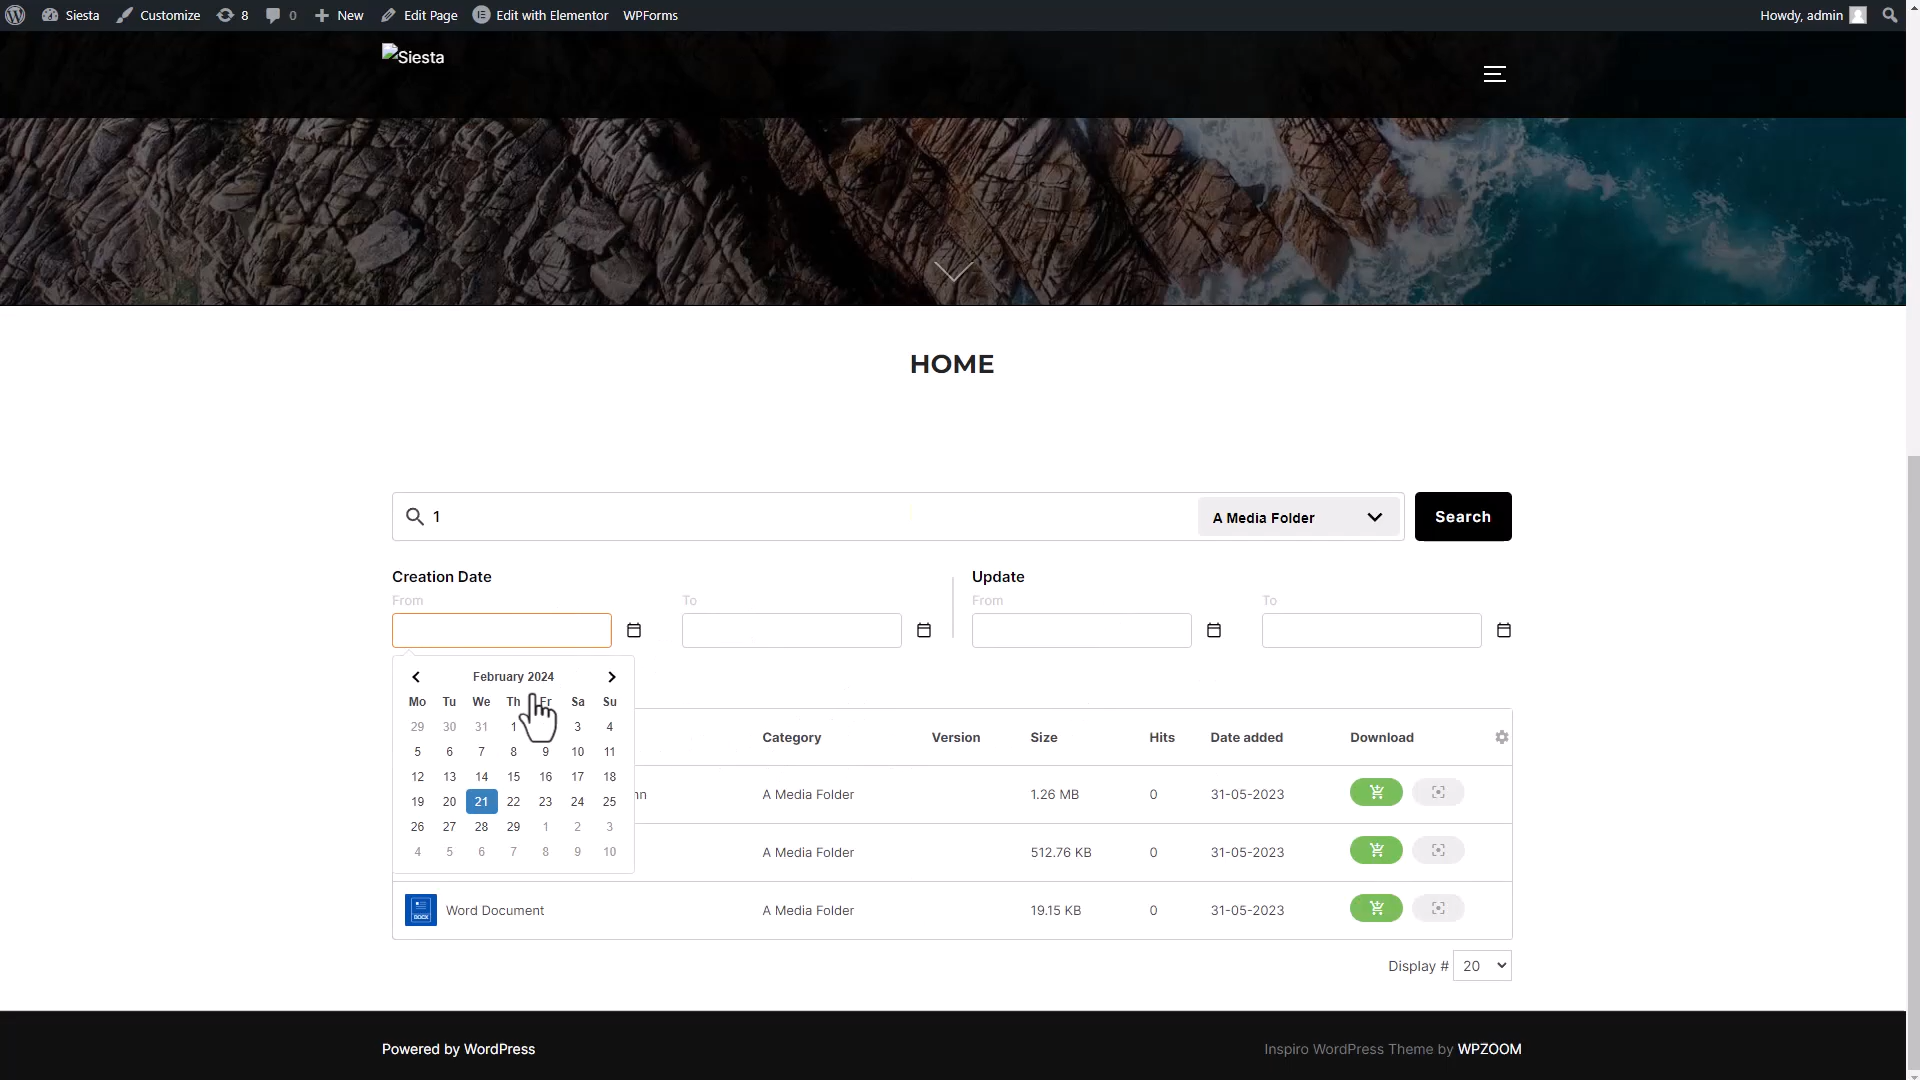 Siesta
Customize
8
0
New
Edit Page
Edit with Elementor
WPForms
Howdy, admin
Siesta
HOME
1
A Media Folder
Search
Creation Date
Update
From
To
From
To
February 2024
Mo Tu We Th Fr Sa Su
29 30 31 1 3 4
5 6 7 8 9 10 11
12 13 14 15 16 17 18
19 20 21 22 23 24 25
26 27 28 29 1 2 3
4 5 6 7 8 9 10
Category Version Size Hits Date added Download
A Media Folder 1.26 MB 0 31-05-2023
A Media Folder 512.76 KB 0 31-05-2023
DOCX Word Document A Media Folder 19.15 KB 0 31-05-2023
Display # 20
Powered by WordPress
Inspiro WordPress Theme by WPZOOM